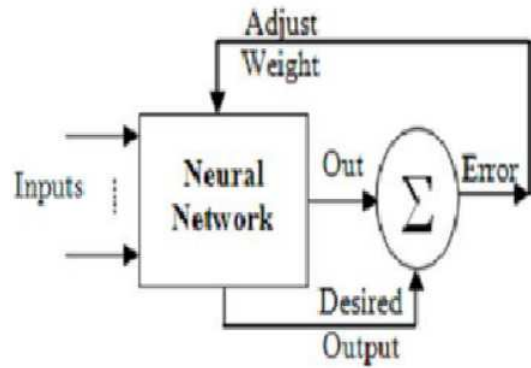 Adjust
Weight
Inputs
Neural
Network
Out
Σ
Error
Desired
Output